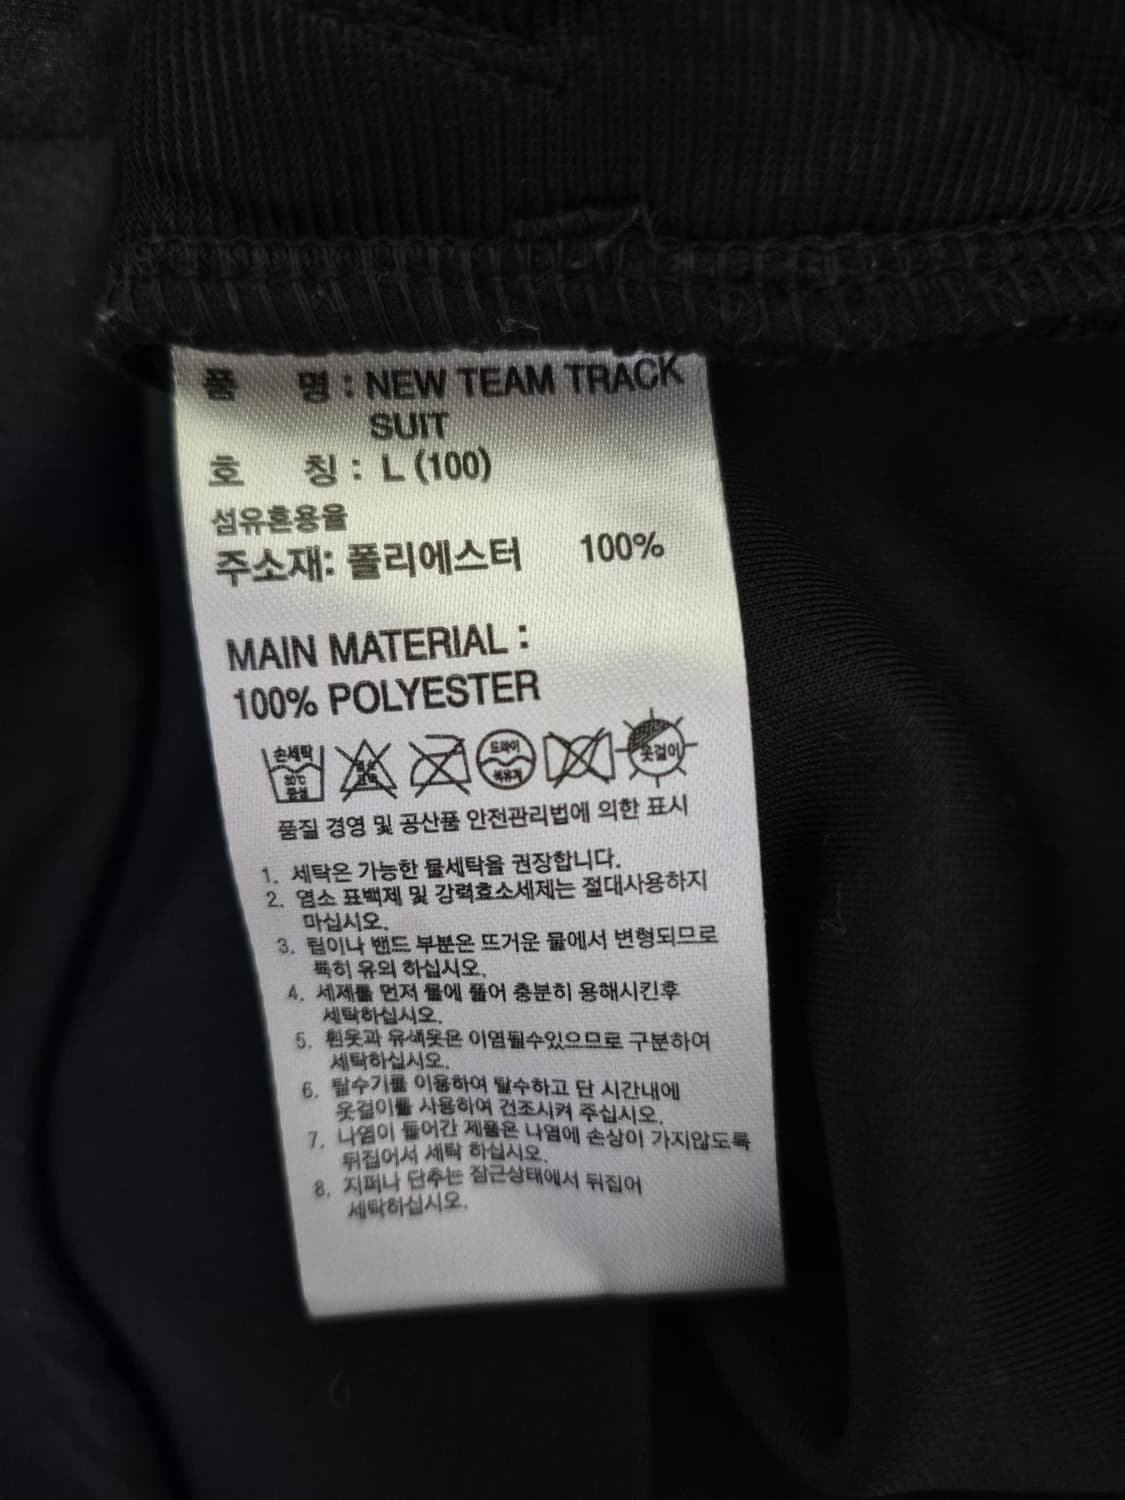 품 명 : NEW TEAM TRACK
SUIT
호 칭 : L (100)
섬유혼용율
주소재: 폴리에스터 100%
MAIN MATERIAL :
100% POLYESTER
손세탁 드라이 옷걸이
30℃ 염소 석유계
중성 표백
품질 경영 및 공산품 안전관리법에 의한 표시
1. 세탁은 가능한 물세탁을 권장합니다.
2. 염소 표백제 및 강력효소세제는 절대사용하지
마십시오.
3. 립이나 밴드 부분은 뜨거운 물에서 변형되므로
특히 유의 하십시오.
4. 세제를 먼저 물에 풀어 충분히 용해시킨후
세탁하십시오.
5. 흰옷과 유색옷은 이염될수있으므로 구분하여
세탁하십시오.
6. 탈수기를 이용하여 탈수하고 단 시간내에
옷걸이를 사용하여 건조시켜 주십시오.
7. 나염이 들어간 제품은 나염에 손상이 가지않도록
뒤집어서 세탁 하십시오.
8. 지퍼나 단추는 잠근상태에서 뒤집어
세탁하십시오.